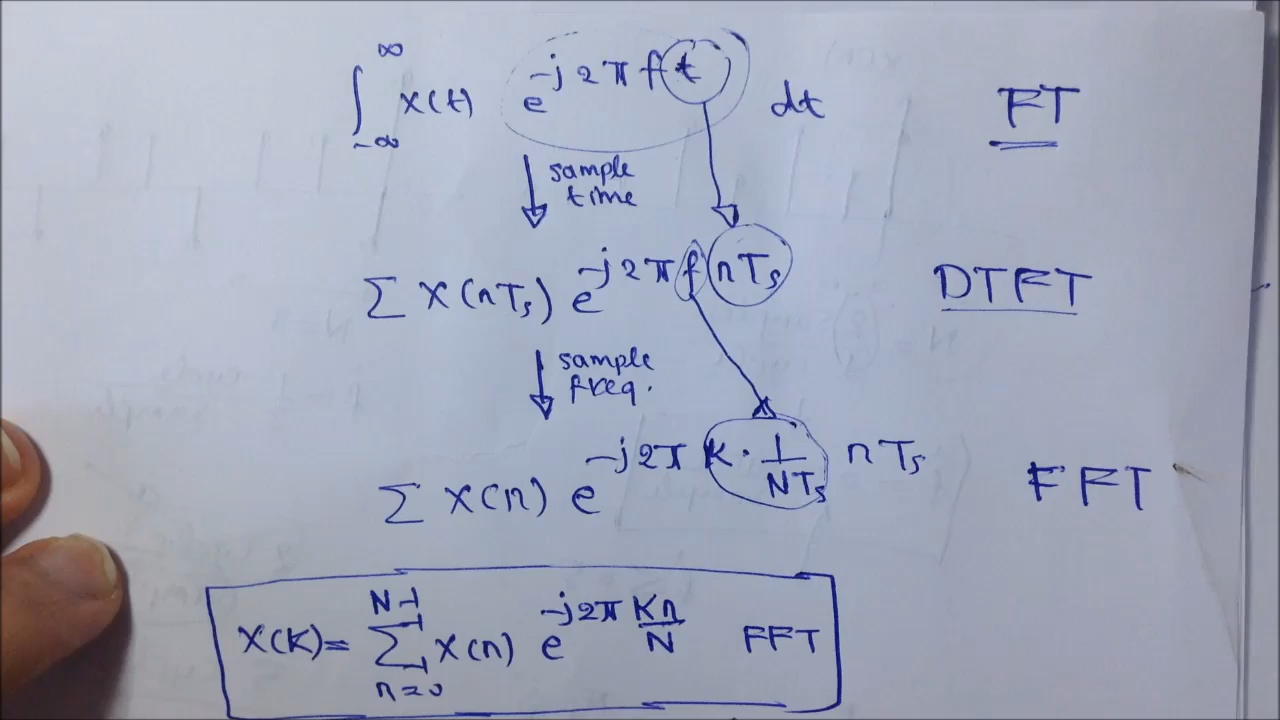 ∫_{-∞}^{∞} x(t) e^{-j2πft} dt FT
sample
time
Σ x(nTs) e^{-j2πf nTs} DTFT
sample
freq.
Σ x(n) e^{-j2π k · 1/NTs nTs} FFT
X(K) = Σ_{n=0}^{N-1} x(n) e^{-j2π Kn/N} FFT